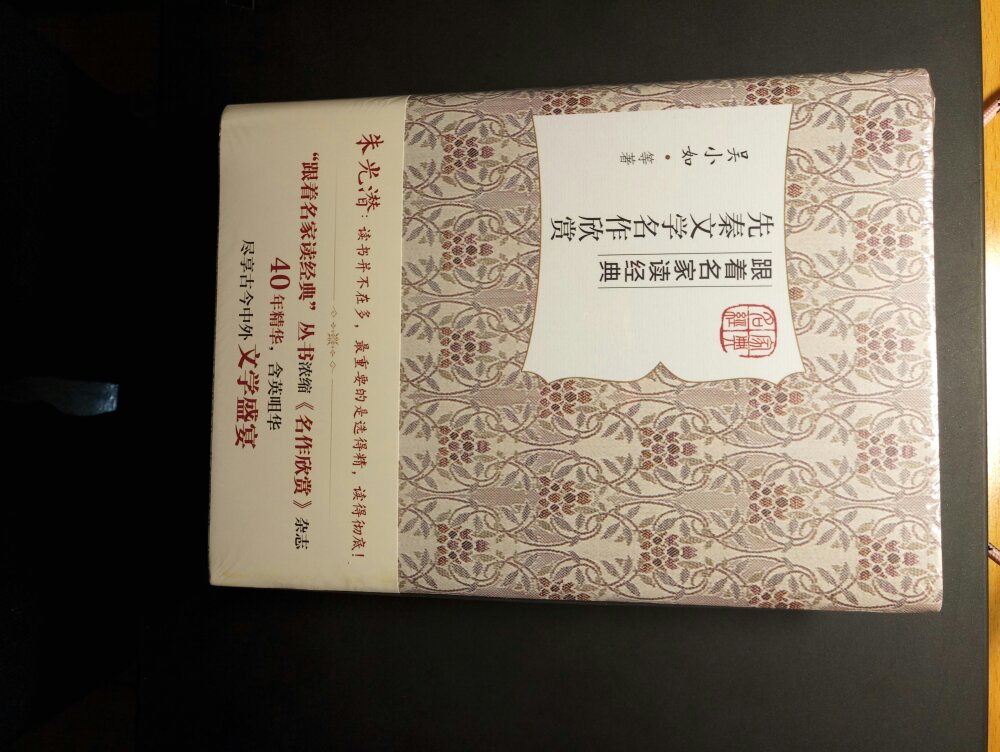 名家經典
跟着名家读经典
先秦文学名作欣赏
吴小如·等著
朱光潜：读书并不在多，最重要的是选得精，读得彻底！
“跟着名家读经典”丛书浓缩《名作欣赏》杂志
40年精华，含英咀华
尽享古今中外文学盛宴